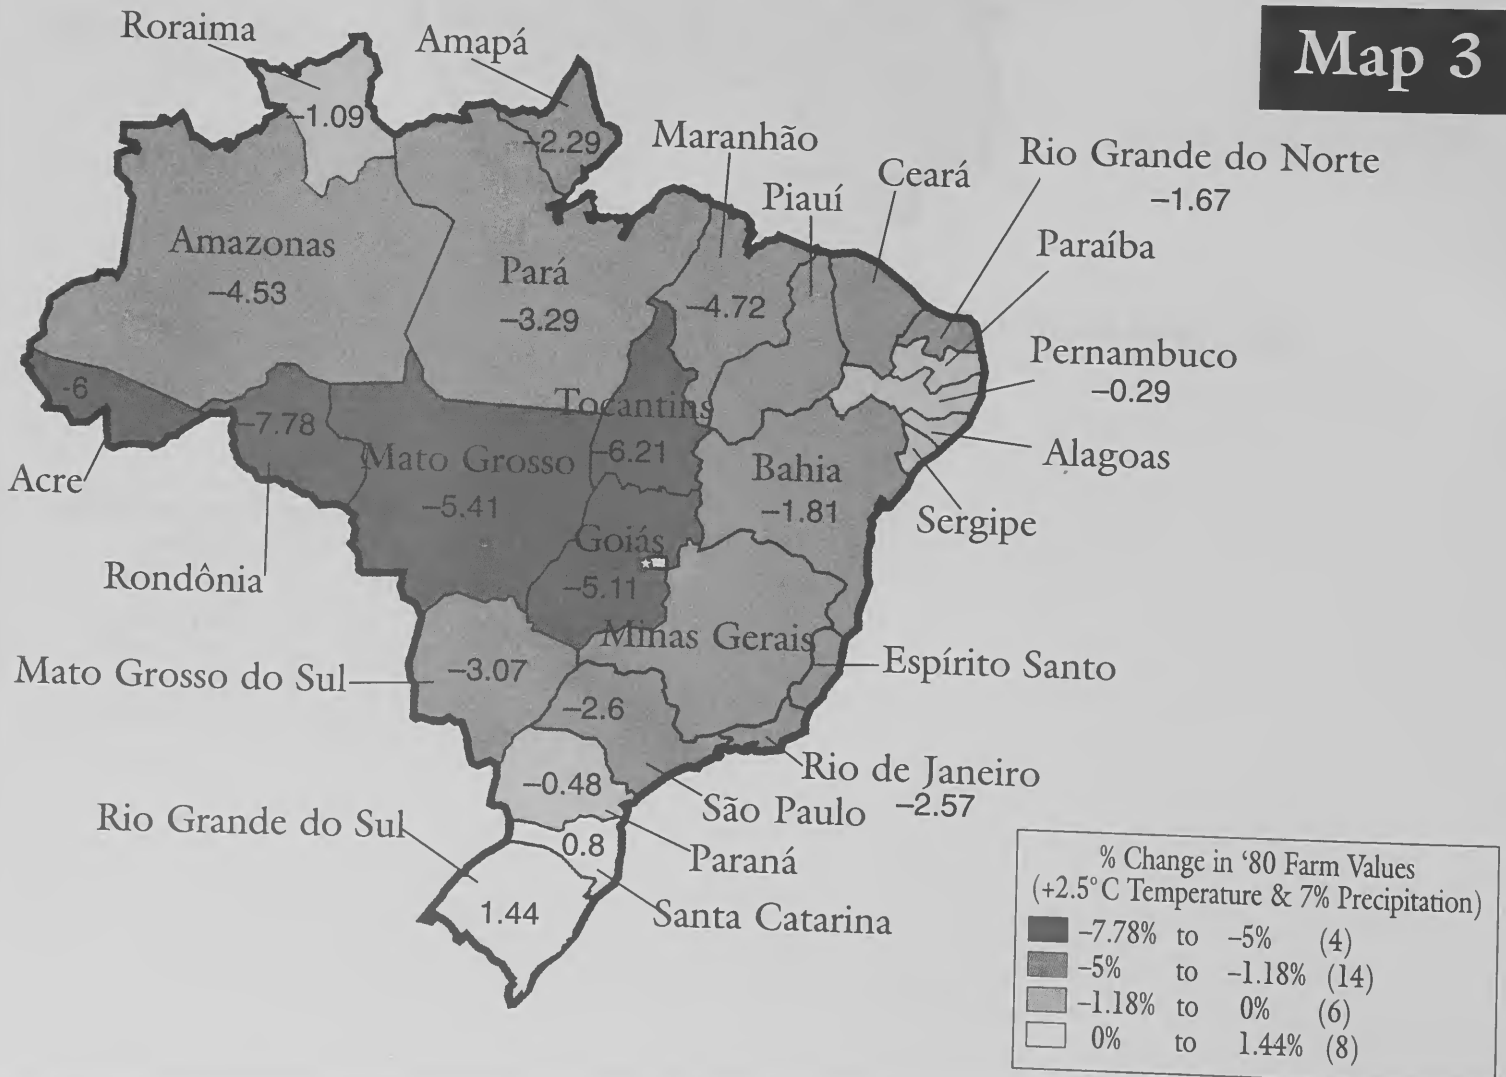 Map 3
Roraima
−1.09
Amapá
−2.29
Maranhão
−4.72
Piauí
Ceará
Rio Grande do Norte
−1.67
Paraíba
Pernambuco
−0.29
Alagoas
Sergipe
Amazonas
−4.53
Pará
−3.29
Tocantins
−6.21
-6
Acre
−7.78
Rondônia
Mato Grosso
−5.41
Bahia
−1.81
Goiás
−5.11
Minas Gerais
Espírito Santo
Mato Grosso do Sul
−3.07
−2.6
São Paulo
Rio de Janeiro
−2.57
−0.48
Paraná
0.8
Santa Catarina
Rio Grande do Sul
1.44
% Change in ‘80 Farm Values
(+2.5°C Temperature & 7% Precipitation)
−7.78% to −5% (4)
−5% to −1.18% (14)
−1.18% to 0% (6)
0% to 1.44% (8)